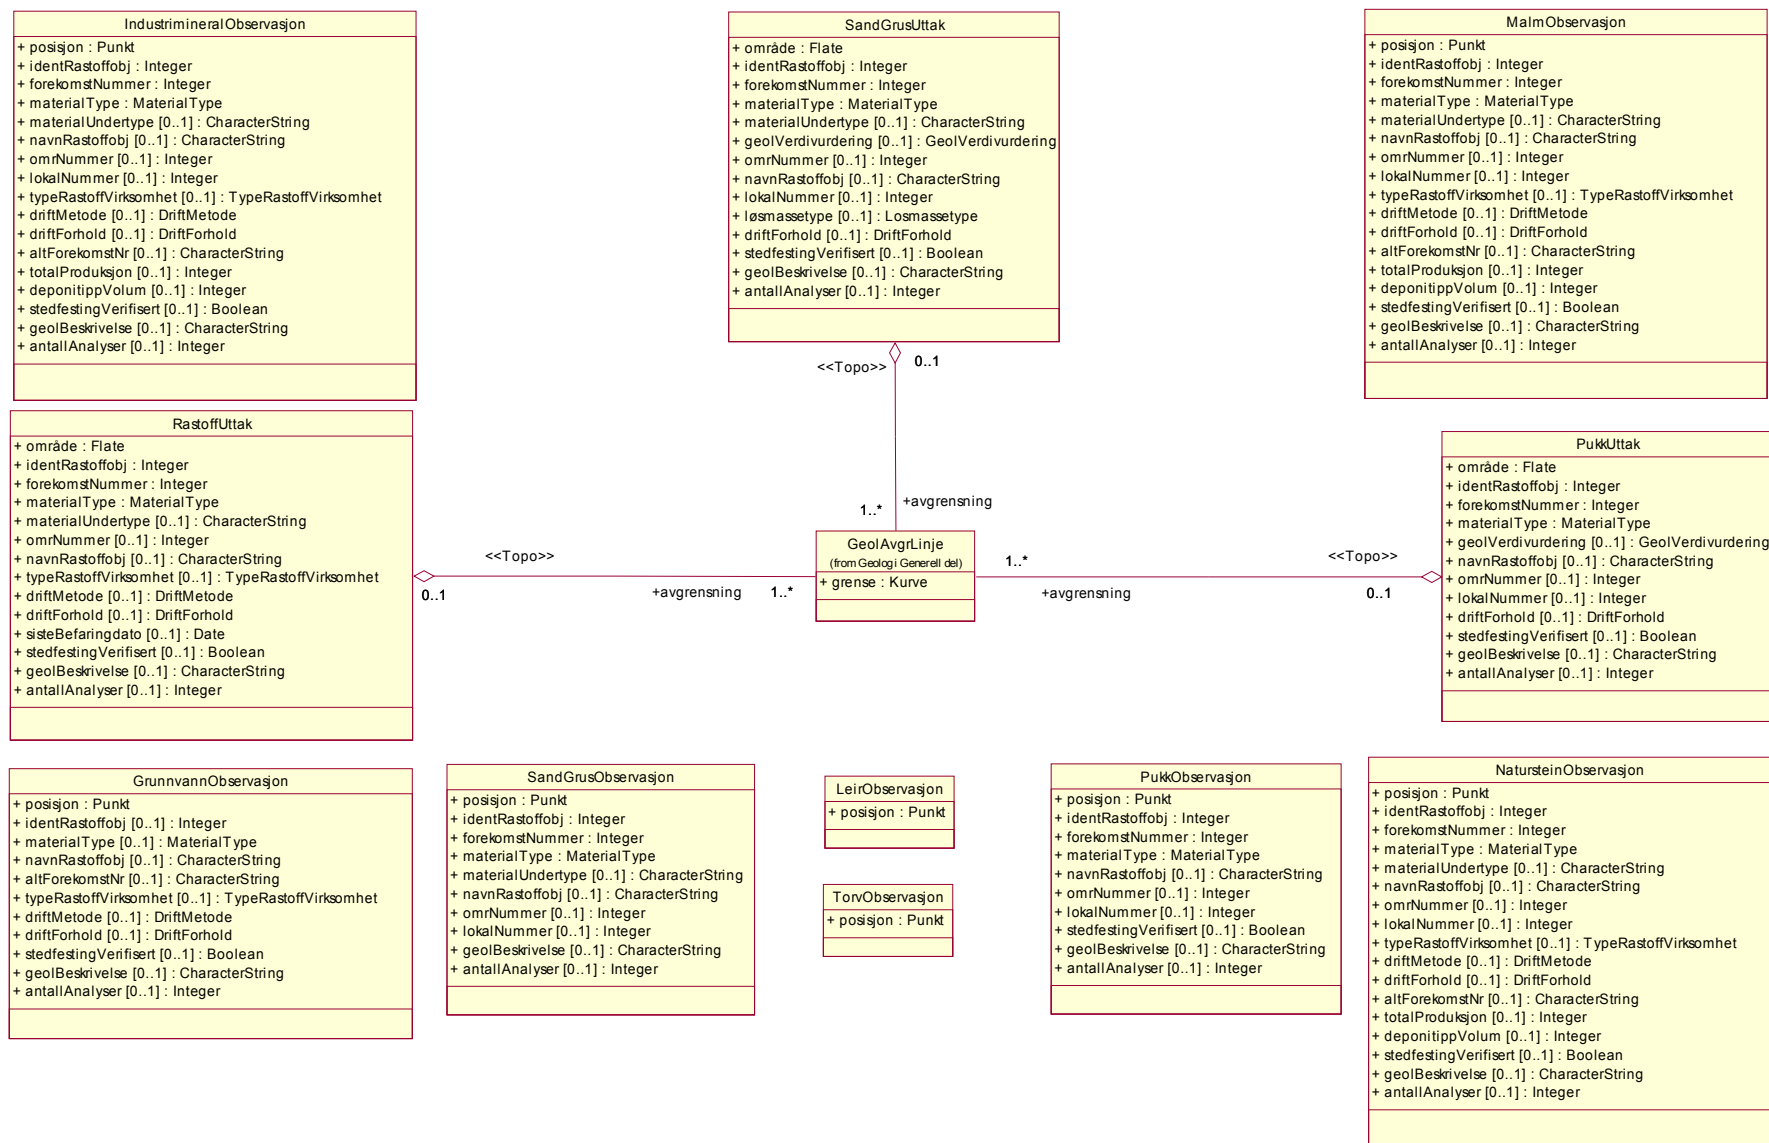 IndustrimineralObservasjon
+ posisjon : Punkt
+ identRastoffobj : Integer
+ forekomstNummer : Integer
+ materialType : MaterialType
+ materialUndertype [0..1] : CharacterString
+ navnRastoffobj [0..1] : CharacterString
+ omrNummer [0..1] : Integer
+ lokalNummer [0..1] : Integer
+ typeRastoffVirksomhet [0..1] : TypeRastoffVirksomhet
+ driftMetode [0..1] : DriftMetode
+ driftForhold [0..1] : DriftForhold
+ altForekomstNr [0..1] : CharacterString
+ totalProduksjon [0..1] : Integer
+ deponitippVolum [0..1] : Integer
+ stedfestingVerifisert [0..1] : Boolean
+ geolBeskrivelse [0..1] : CharacterString
+ antallAnalyser [0..1] : Integer
SandGrusUttak
+ område : Flate
+ identRastoffobj : Integer
+ forekomstNummer : Integer
+ materialType : MaterialType
+ materialUndertype [0..1] : CharacterString
+ geolVerdivurdering [0..1] : GeolVerdivurdering
+ omrNummer [0..1] : Integer
+ navnRastoffobj [0..1] : CharacterString
+ lokalNummer [0..1] : Integer
+ løsmassetype [0..1] : Losmassetype
+ driftForhold [0..1] : DriftForhold
+ stedfestingVerifisert [0..1] : Boolean
+ geolBeskrivelse [0..1] : CharacterString
+ antallAnalyser [0..1] : Integer
MalmObservasjon
+ posisjon : Punkt
+ identRastoffobj : Integer
+ forekomstNummer : Integer
+ materialType : MaterialType
+ materialUndertype [0..1] : CharacterString
+ navnRastoffobj [0..1] : CharacterString
+ omrNummer [0..1] : Integer
+ lokalNummer [0..1] : Integer
+ typeRastoffVirksomhet [0..1] : TypeRastoffVirksomhet
+ driftMetode [0..1] : DriftMetode
+ driftForhold [0..1] : DriftForhold
+ altForekomstNr [0..1] : CharacterString
+ totalProduksjon [0..1] : Integer
+ deponitippVolum [0..1] : Integer
+ stedfestingVerifisert [0..1] : Boolean
+ geolBeskrivelse [0..1] : CharacterString
+ antallAnalyser [0..1] : Integer
<<Topo>>
0..1
+avgrensning
1..*
RastoffUttak
+ område : Flate
+ identRastoffobj : Integer
+ forekomstNummer : Integer
+ materialType : MaterialType
+ materialUndertype [0..1] : CharacterString
+ omrNummer [0..1] : Integer
+ navnRastoffobj [0..1] : CharacterString
+ typeRastoffVirksomhet [0..1] : TypeRastoffVirksomhet
+ driftMetode [0..1] : DriftMetode
+ driftForhold [0..1] : DriftForhold
+ sisteBefaringdato [0..1] : Date
+ stedfestingVerifisert [0..1] : Boolean
+ geolBeskrivelse [0..1] : CharacterString
+ antallAnalyser [0..1] : Integer
<<Topo>>
0..1
+avgrensning
1..*
GeolAvgrLinje
(from Geologi Generell del)
+ grense : Kurve
1..*
+avgrensning
<<Topo>>
0..1
PukkUttak
+ område : Flate
+ identRastoffobj : Integer
+ forekomstNummer : Integer
+ materialType : MaterialType
+ geolVerdivurdering [0..1] : GeolVerdivurdering
+ navnRastoffobj [0..1] : CharacterString
+ omrNummer [0..1] : Integer
+ lokalNummer [0..1] : Integer
+ driftForhold [0..1] : DriftForhold
+ stedfestingVerifisert [0..1] : Boolean
+ geolBeskrivelse [0..1] : CharacterString
+ antallAnalyser [0..1] : Integer
GrunnvannObservasjon
+ posisjon : Punkt
+ identRastoffobj [0..1] : Integer
+ materialType [0..1] : MaterialType
+ navnRastoffobj [0..1] : CharacterString
+ altForekomstNr [0..1] : CharacterString
+ typeRastoffVirksomhet [0..1] : TypeRastoffVirksomhet
+ driftMetode [0..1] : DriftMetode
+ driftForhold [0..1] : DriftForhold
+ stedfestingVerifisert [0..1] : Boolean
+ geolBeskrivelse [0..1] : CharacterString
+ antallAnalyser [0..1] : Integer
SandGrusObservasjon
+ posisjon : Punkt
+ identRastoffobj : Integer
+ forekomstNummer : Integer
+ materialType : MaterialType
+ materialUndertype [0..1] : CharacterString
+ navnRastoffobj [0..1] : CharacterString
+ omrNummer [0..1] : Integer
+ lokalNummer [0..1] : Integer
+ geolBeskrivelse [0..1] : CharacterString
+ antallAnalyser [0..1] : Integer
LeirObservasjon
+ posisjon : Punkt
TorvObservasjon
+ posisjon : Punkt
PukkObservasjon
+ posisjon : Punkt
+ identRastoffobj : Integer
+ forekomstNummer : Integer
+ materialType : MaterialType
+ navnRastoffobj [0..1] : CharacterString
+ omrNummer [0..1] : Integer
+ lokalNummer [0..1] : Integer
+ stedfestingVerifisert [0..1] : Boolean
+ geolBeskrivelse [0..1] : CharacterString
+ antallAnalyser [0..1] : Integer
NatursteinObservasjon
+ posisjon : Punkt
+ identRastoffobj : Integer
+ forekomstNummer : Integer
+ materialType : MaterialType
+ materialUndertype [0..1] : CharacterString
+ navnRastoffobj [0..1] : CharacterString
+ omrNummer [0..1] : Integer
+ lokalNummer [0..1] : Integer
+ typeRastoffVirksomhet [0..1] : TypeRastoffVirksomhet
+ driftMetode [0..1] : DriftMetode
+ driftForhold [0..1] : DriftForhold
+ altForekomstNr [0..1] : CharacterString
+ totalProduksjon [0..1] : Integer
+ deponitippVolum [0..1] : Integer
+ stedfestingVerifisert [0..1] : Boolean
+ geolBeskrivelse [0..1] : CharacterString
+ antallAnalyser [0..1] : Integer